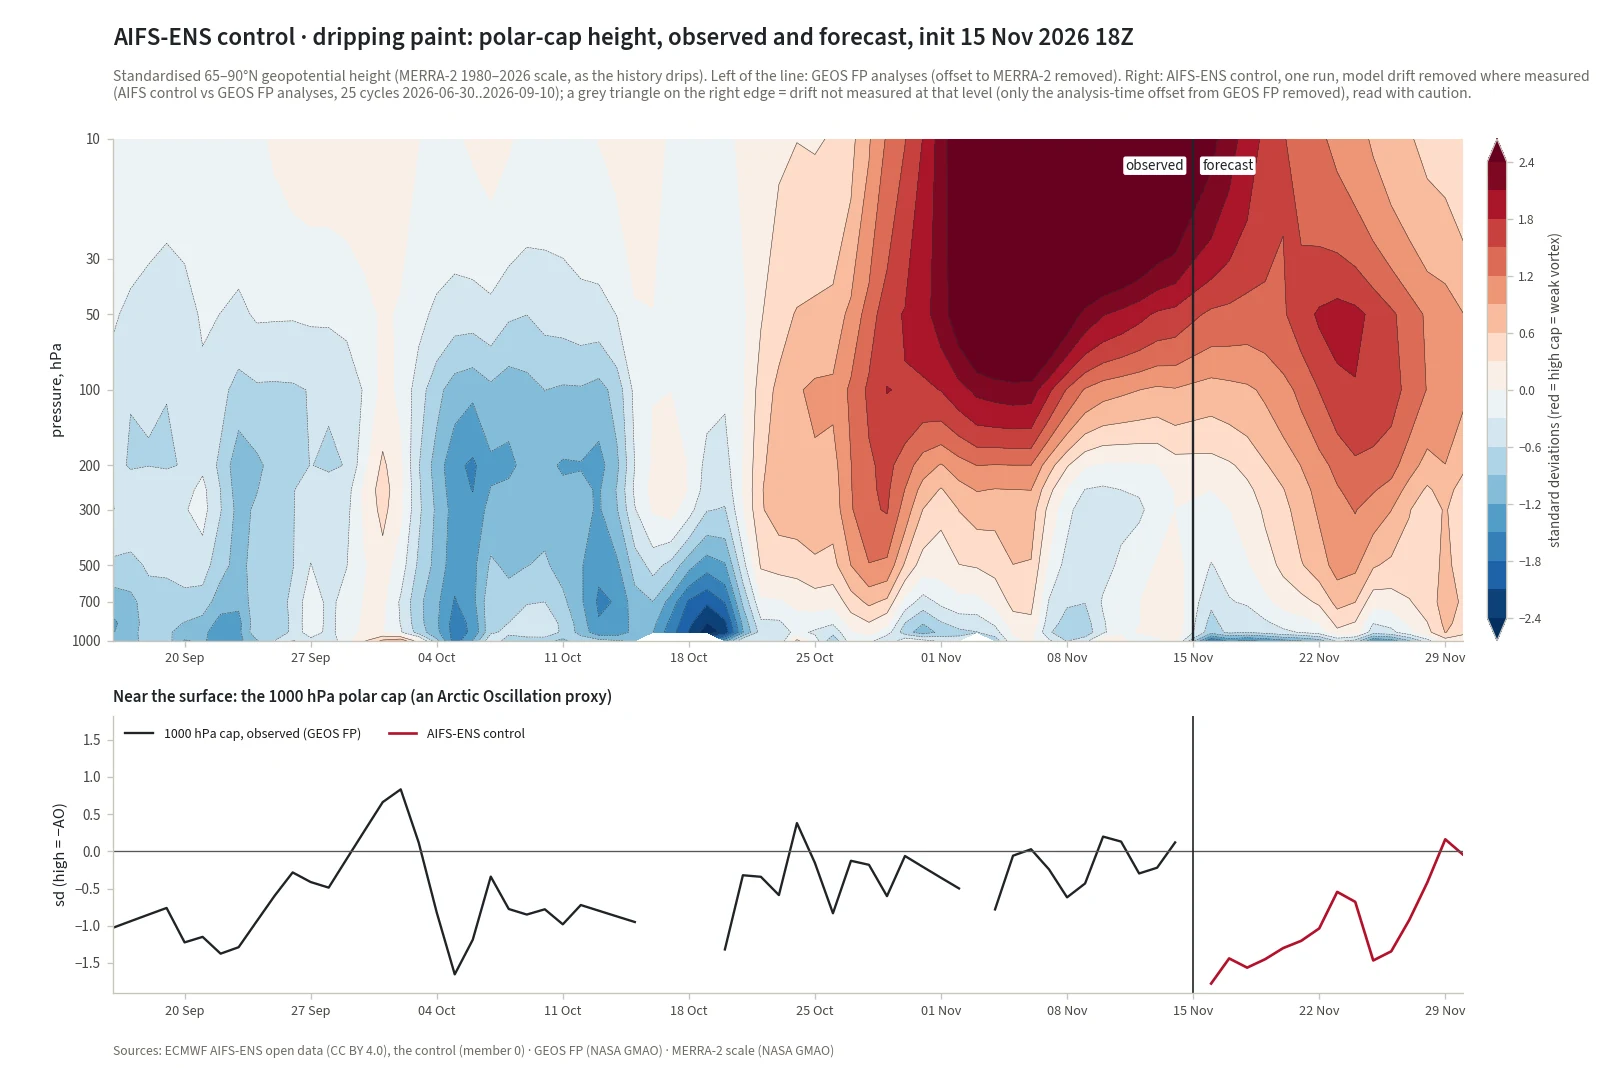 AIFS-ENS control · dripping paint: polar-cap height, observed and forecast, init 15 Nov 2026 18Z
Standardised 65–90°N geopotential height (MERRA-2 1980–2026 scale, as the history drips). Left of the line: GEOS FP analyses (offset to MERRA-2 removed). Right: AIFS-ENS control, one run, model drift removed where measured
(AIFS control vs GEOS FP analyses, 25 cycles 2026-06-30..2026-09-10); a grey triangle on the right edge = drift not measured at that level (only the analysis-time offset from GEOS FP removed), read with caution.
pressure, hPa
10
30
50
100
200
300
500
700
1000
observed
forecast
20 Sep
27 Sep
04 Oct
11 Oct
18 Oct
25 Oct
01 Nov
08 Nov
15 Nov
22 Nov
29 Nov
2.4
1.8
1.2
0.6
0.0
−0.6
−1.2
−1.8
−2.4
standard deviations (red = high cap = weak vortex)
Near the surface: the 1000 hPa polar cap (an Arctic Oscillation proxy)
1000 hPa cap, observed (GEOS FP)
AIFS-ENS control
sd (high = −AO)
1.5
1.0
0.5
0.0
−0.5
−1.0
−1.5
20 Sep
27 Sep
04 Oct
11 Oct
18 Oct
25 Oct
01 Nov
08 Nov
15 Nov
22 Nov
29 Nov
Sources: ECMWF AIFS-ENS open data (CC BY 4.0), the control (member 0) · GEOS FP (NASA GMAO) · MERRA-2 scale (NASA GMAO)